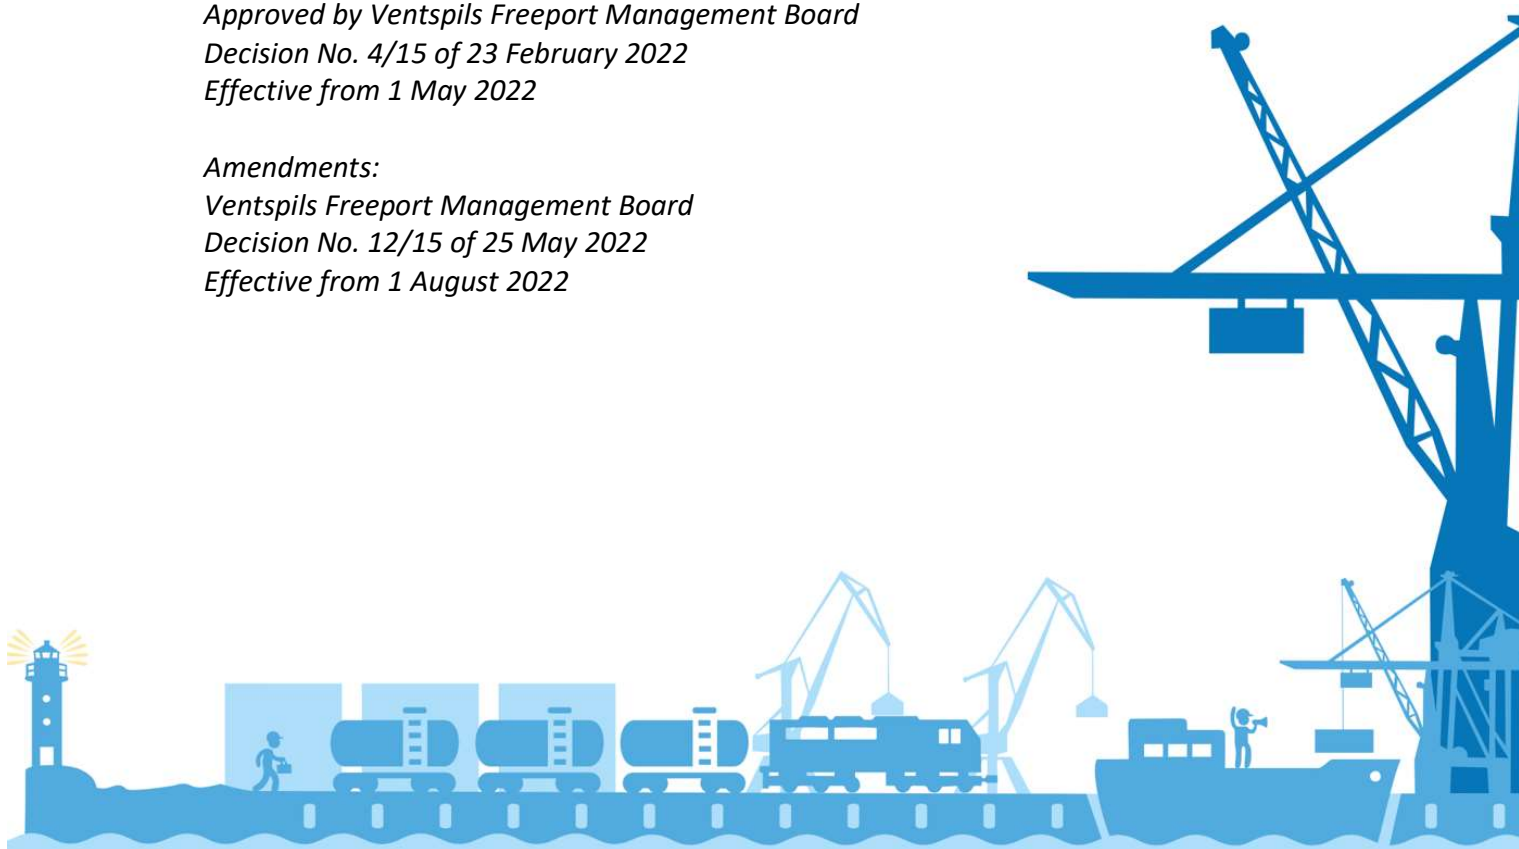 Approved by Ventspils Freeport Management Board
Decision No. 4/15 of 23 February 2022
Effective from 1 May 2022
Amendments:
Ventspils Freeport Management Board
Decision No. 12/15 of 25 May 2022
Effective from 1 August 2022